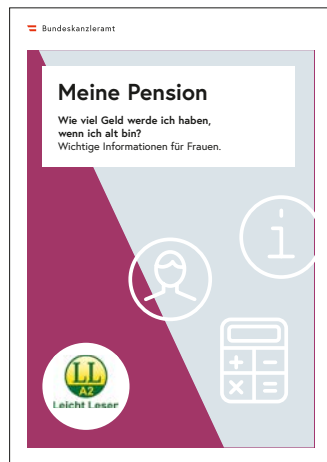 Bundeskanzleramt
Meine Pension
Wie viel Geld werde ich haben,
wenn ich alt bin?
Wichtige Informationen für Frauen.
i
LL
A2
Leicht Lesen